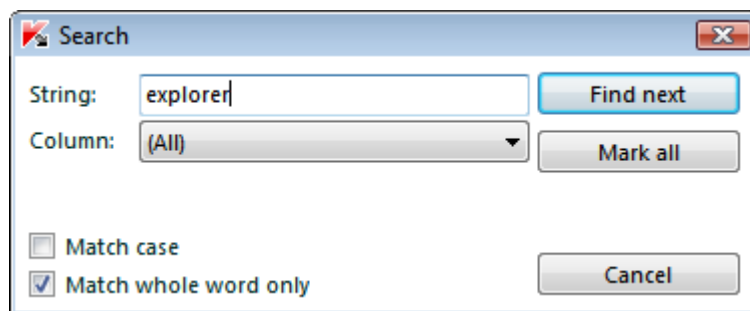 Search
String: explorer Find next
Column: (All) Mark all
Match case
Match whole word only Cancel